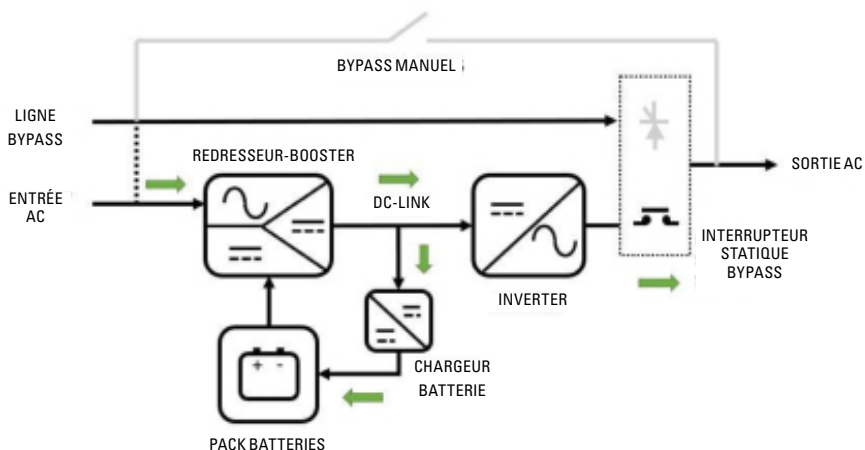 BYPASS MANUEL
LIGNE
BYPASS
REDRESSEUR-BOOSTER
SORTIE AC
ENTRÉE
AC
DC-LINK
INTERRUPTEUR
STATIQUE
BYPASS
INVERTER
+ -
CHARGEUR
BATTERIE
PACK BATTERIES